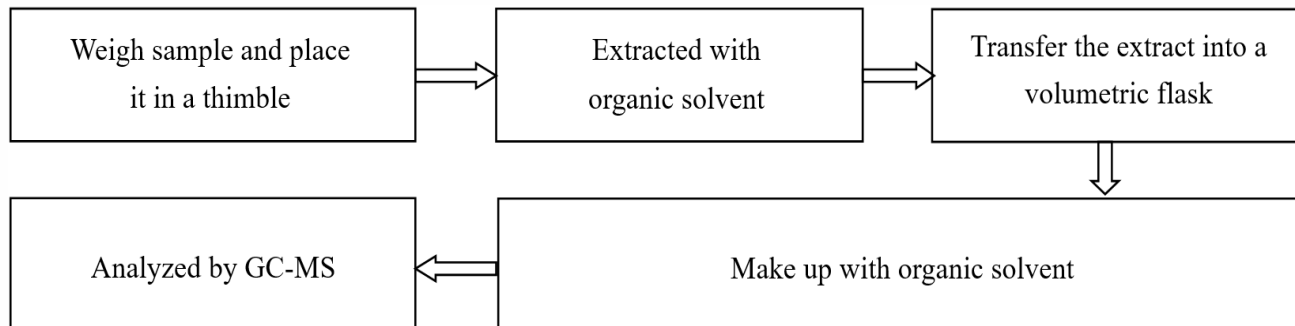 Weigh sample and place
it in a thimble
Extracted with
organic solvent
Transfer the extract into a
volumetric flask
Make up with organic solvent
Analyzed by GC-MS